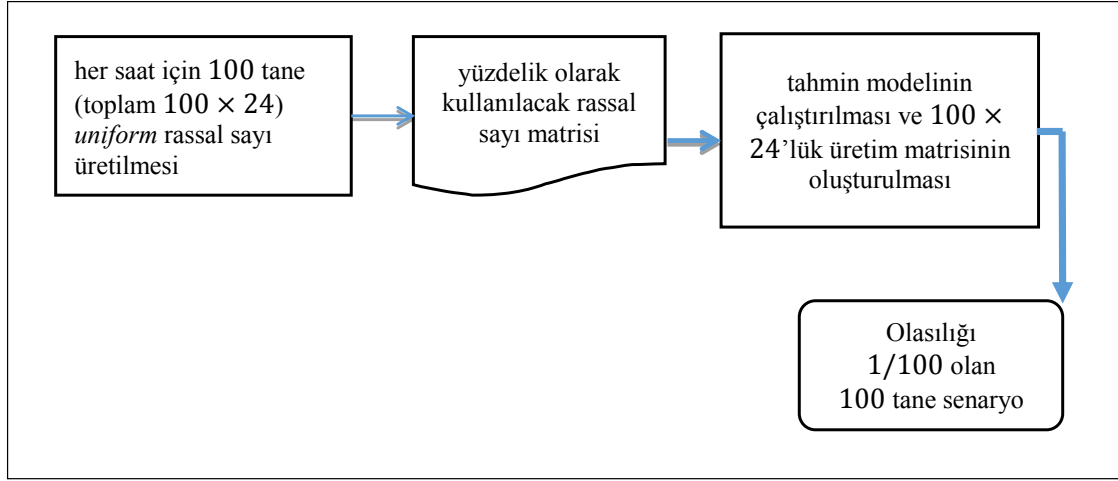 her saat için 100 tane
(toplam 100 × 24)
uniform rassal sayı
üretilmesi
yüzdelik olarak
kullanılacak rassal
sayı matrisi
tahmin modelinin
çalıştırılması ve 100 ×
24’lük üretim matrisinin
oluşturulması
Olasılığı
1/100 olan
100 tane senaryo